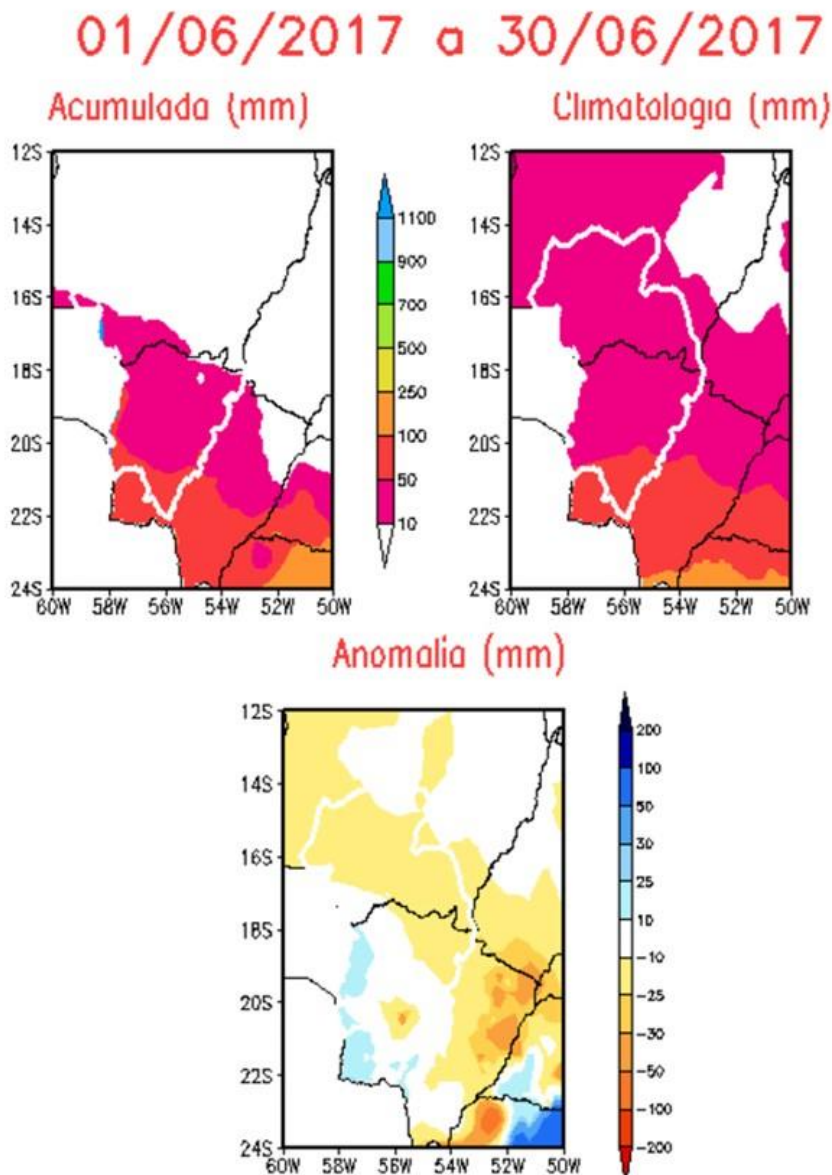 01/06/2017 a 30/06/2017
Acumulada (mm)
Climatologia (mm)
12S
14S
16S
18S
20S
22S
24S
60W 58W 56W 54W 52W 50W
1100
900
700
500
250
100
50
10
12S
14S
16S
18S
20S
22S
24S
60W 58W 56W 54W 52W 50W
Anomalia (mm)
12S
14S
16S
18S
20S
22S
24S
60W 58W 56W 54W 52W 50W
200
100
50
30
25
10
-10
-25
-30
-50
-100
-200